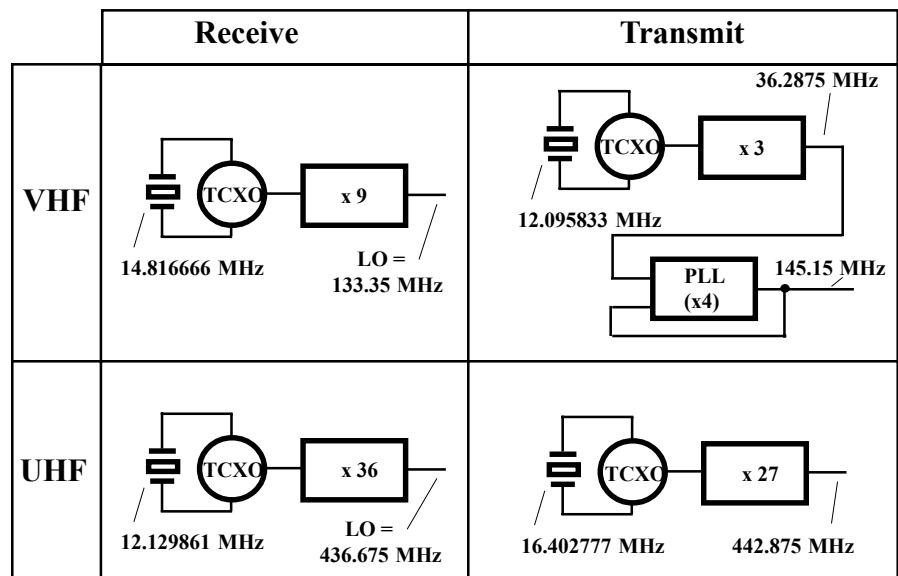 Receive
Transmit
VHF
TCXO
x 9
14.816666 MHz
LO =
133.35 MHz
36.2875 MHz
TCXO
x 3
12.095833 MHz
PLL
(x4)
145.15 MHz
UHF
TCXO
x 36
12.129861 MHz
LO =
436.675 MHz
TCXO
x 27
16.402777 MHz
442.875 MHz